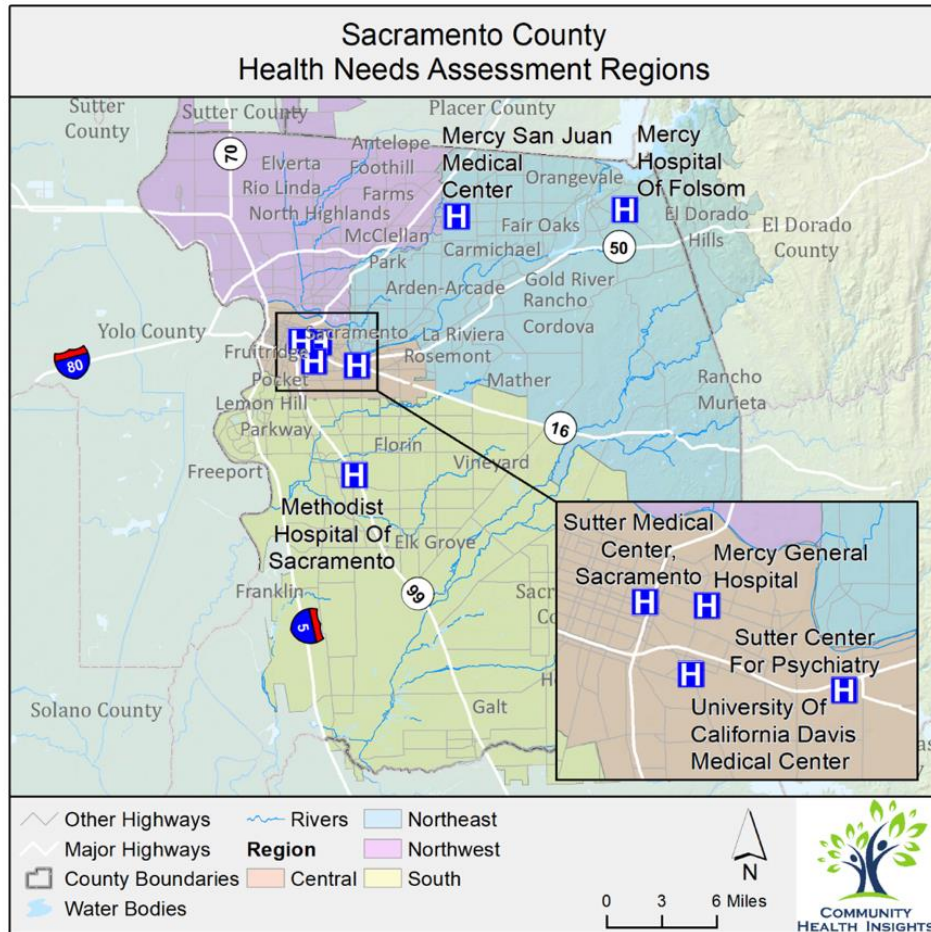 Sacramento County
Health Needs Assessment Regions
Sutter
County
Sutter County
Placer County
70
Antelope
Elverta
Foothill
Rio Linda
Farms
North Highlands
McClellan
Park
Mercy San Juan
Medical
Center
H
Mercy
Hospital
Of Folsom
H
Orangevale
Fair Oaks
Carmichael
El Dorado
Hills
El Dorado
County
50
Arden-Arcade
Gold River
Rancho
Cordova
Yolo County
80
Sacramento
H
H
H
H
La Riviera
Fruitridge
Rosemont
Pocket
Mather
Lemon Hill
Parkway
Rancho
Murieta
16
Florin
Vineyard
Freeport
H
Methodist
Hospital Of
Sacramento
Elk Grove
99
Franklin
5
Galt
Solano County
Sutter Medical
Center,
Sacramento
H
Mercy General
Hospital
H
Sutter Center
For Psychiatry
H
H
University Of
California Davis
Medical Center
Other Highways
Major Highways
County Boundaries
Water Bodies
Rivers
Region
Central
Northeast
Northwest
South
N
0 3 6 Miles
COMMUNITY
HEALTH INSIGHTS